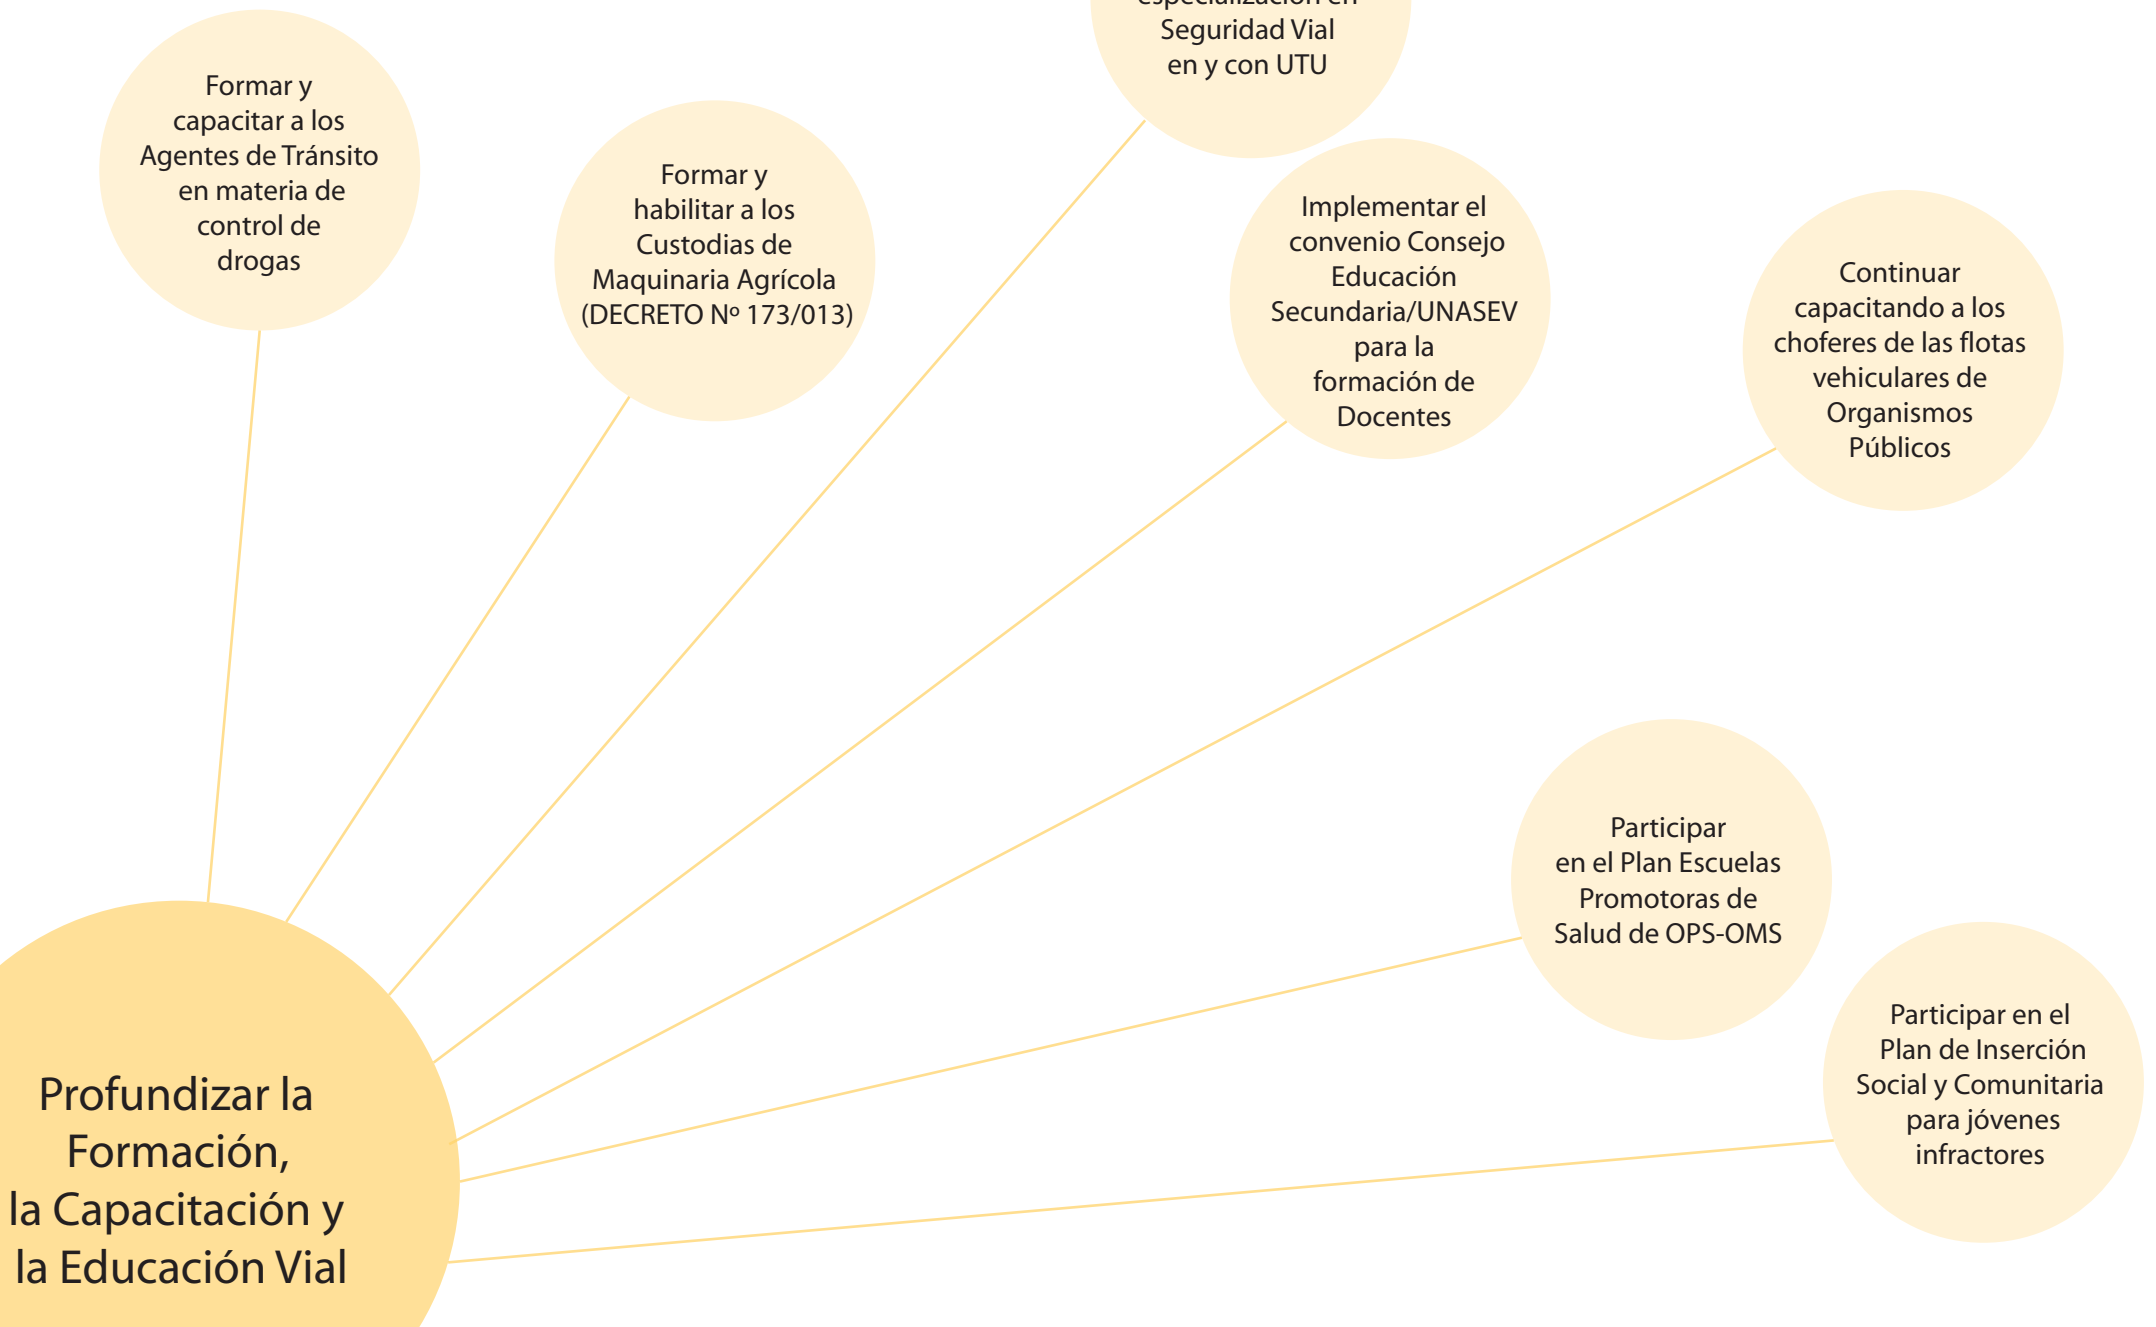 especialización en
Seguridad Vial
en y con UTU
Formar y
capacitar a los
Agentes de Tránsito
en materia de
control de
drogas
Formar y
habilitar a los
Custodias de
Maquinaria Agrícola
(DECRETO Nº 173/013)
Implementar el
convenio Consejo
Educación
Secundaria/UNASEV
para la
formación de
Docentes
Continuar
capacitando a los
choferes de las flotas
vehiculares de
Organismos
Públicos
Participar
en el Plan Escuelas
Promotoras de
Salud de OPS-OMS
Participar en el
Plan de Inserción
Social y Comunitaria
para jóvenes
infractores
Profundizar la
Formación,
la Capacitación y
la Educación Vial